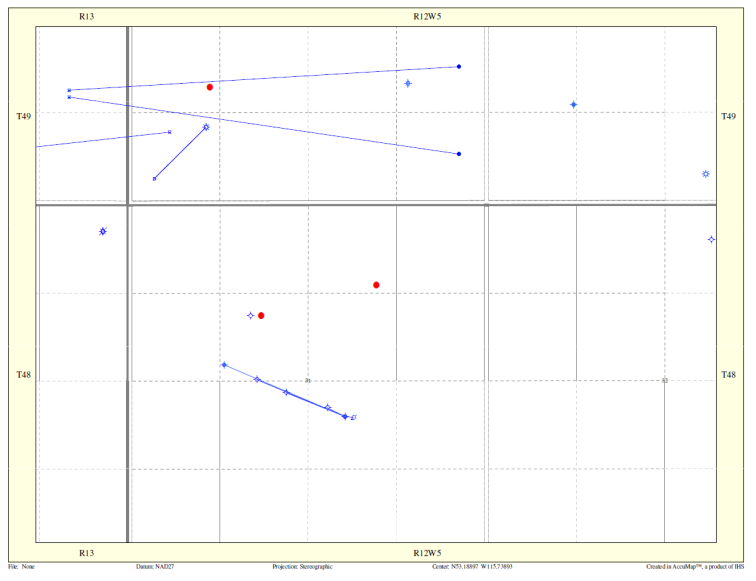 R13 R12W5
T49 T49
T48 T48
R13 R12W5
File: None Datum: NAD27 Projection: Stereographic Center: N53.18897 W115.73693 Created in AccuMap™, a product of IHS